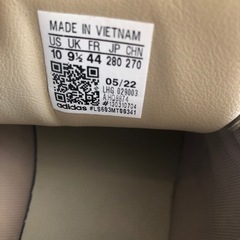 MADE IN VIETNAM
US UK FR JP CHN
10 9½ 44 280 270
05/22
LHG 029003
adidas FLS603MT09341